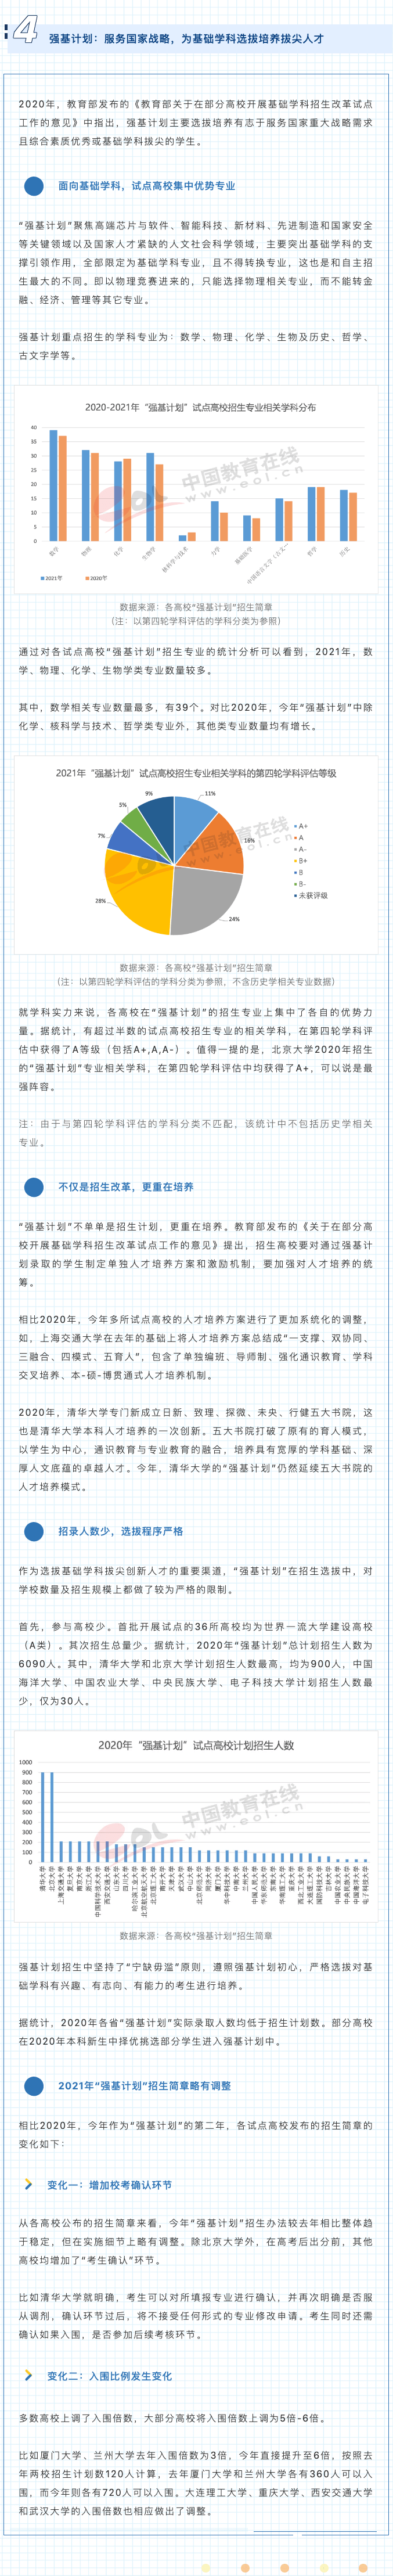 4
强基计划：服务国家战略，为基础学科选拔培养拔尖人才
2020年，教育部发布的《教育部关于在部分高校开展基础学科招生改革试点
工作的意见》中指出，强基计划主要选拔培养有志于服务国家重大战略需求
且综合素质优秀或基础学科拔尖的学生。
面向基础学科，试点高校集中优势专业
“强基计划”聚焦高端芯片与软件、智能科技、新材料、先进制造和国家安全
等关键领域以及国家人才紧缺的人文社会科学领域，主要突出基础学科的支
撑引领作用，全部限定为基础学科专业，且不得转换专业，这也是和自主招
生最大的不同。即以物理竞赛进来的，只能选择物理相关专业，而不能转金
融、经济、管理等其它专业。
强基计划重点招生的学科专业为：数学、物理、化学、生物及历史、哲学、
古文字学等。
2020-2021年“强基计划”试点高校招生专业相关学科分布
40
35
30
25
20
15
10
5
0
数学
物理
化学
生物学
核科学与技术
力学
基础医学
中国语言文学（古文…
哲学
历史
2021年
2020年
eol
中国教育在线
www.eol.cn
数据来源：各高校“强基计划”招生简章
（注：以第四轮学科评估的学科分类为参照）
通过对各试点高校“强基计划”招生专业的统计分析可以看到，2021年，数
学、物理、化学、生物学类专业数量较多。
其中，数学相关专业数量最多，有39个。对比2020年，今年“强基计划”中除
化学、核科学与技术、哲学类专业外，其他类专业数量均有增长。
2021年“强基计划”试点高校招生专业相关学科的第四轮学科评估等级
9%
11%
5%
7%
16%
28%
24%
A+
A
A-
B+
B
B-
未获评级
eol
中国教育在线
www.eol.cn
数据来源：各高校“强基计划”招生简章
（注：以第四轮学科评估的学科分类为参照，不含历史学相关专业数据）
就学科实力来说，各高校在“强基计划”的招生专业上集中了各自的优势力
量。据统计，有超过半数的试点高校招生专业的相关学科，在第四轮学科评
估中获得了A等级（包括A+,A,A-）。值得一提的是，北京大学2020年招生
的“强基计划”专业相关学科，在第四轮学科评估中均获得了A+，可以说是最
强阵容。
注：由于与第四轮学科评估的学科分类不匹配，该统计中不包括历史学相关
专业。
不仅是招生改革，更重在培养
“强基计划”不单单是招生计划，更重在培养。教育部发布的《关于在部分高
校开展基础学科招生改革试点工作的意见》提出，招生高校要对通过强基计
划录取的学生制定单独人才培养方案和激励机制，要加强对人才培养的统
筹。
相比2020年，今年多所试点高校的人才培养方案进行了更加系统化的调整，
如，上海交通大学在去年的基础上将人才培养方案总结成“一支撑、双协同、
三融合、四模式、五育人”，包含了单独编班、导师制、强化通识教育、学科
交叉培养、本-硕-博贯通式人才培养机制。
2020年，清华大学专门新成立日新、致理、探微、未央、行健五大书院，这
也是清华大学本科人才培养的一次创新。五大书院打破了原有的育人模式，
以学生为中心，通识教育与专业教育的融合，培养具有宽厚的学科基础、深
厚人文底蕴的卓越人才。今年，清华大学的“强基计划”仍然延续五大书院的
人才培养模式。
招录人数少，选拔程序严格
作为选拔基础学科拔尖创新人才的重要渠道，“强基计划”在招生选拔中，对
学校数量及招生规模上都做了较为严格的限制。
首先，参与高校少。首批开展试点的36所高校均为世界一流大学建设高校
（A类）。其次招生总量少。据统计，2020年“强基计划”总计划招生人数为
6090人。其中，清华大学和北京大学计划招生人数最高，均为900人，中国
海洋大学、中国农业大学、中央民族大学、电子科技大学计划招生人数最
少，仅为30人。
2020年“强基计划”试点高校计划招生人数
1000
900
800
700
600
500
400
300
200
100
0
清华大学
北京大学
上海交通大学
复旦大学
南京大学
浙江大学
中国科学技术大学
西安交通大学
山东大学
四川大学
哈尔滨工业大学
北京航空航天大学
北京理工大学
南开大学
天津大学
武汉大学
中山大学
北京师范大学
同济大学
厦门大学
华中科技大学
中南大学
兰州大学
中国人民大学
华东师范大学
东南大学
华南理工大学
重庆大学
西北工业大学
大连理工大学
国防科技大学
吉林大学
中国农业大学
中央民族大学
中国海洋大学
电子科技大学
eol
中国教育在线
www.eol.cn
数据来源：各高校“强基计划”招生简章
强基计划招生中坚持了“宁缺毋滥”原则，遵循强基计划初心，严格选拔对基
础学科有兴趣、有志向、有能力的考生进行培养。
据统计，2020年各省“强基计划”实际录取人数均低于招生计划数。部分高校
在2020年本科新生中择优挑选部分学生进入强基计划中。
2021年“强基计划”招生简章略有调整
相比2020年，今年作为“强基计划”的第二年，各试点高校发布的招生简章的
变化如下：
变化一：增加校考确认环节
从各高校公布的招生简章来看，今年“强基计划”招生办法较去年相比整体趋
于稳定，但在实施细节上略有调整。除北京大学外，在高考后出分前，其他
高校均增加了“考生确认”环节。
比如清华大学就明确，考生可以对所填报专业进行确认，并再次明确是否服
从调剂，确认环节过后，将不接受任何形式的专业修改申请。考生同时还需
确认如果入围，是否参加后续考核环节。
变化二：入围比例发生变化
多数高校上调了入围倍数，大部分高校将入围倍数上调为5倍-6倍。
比如厦门大学、兰州大学去年入围倍数为3倍，今年直接提升至6倍，按照去
年两校招生计划数120人计算，去年厦门大学和兰州大学各有360人可以入
围，而今年则各有720人可以入围。大连理工大学、重庆大学、西安交通大学
和武汉大学的入围倍数也相应做出了调整。